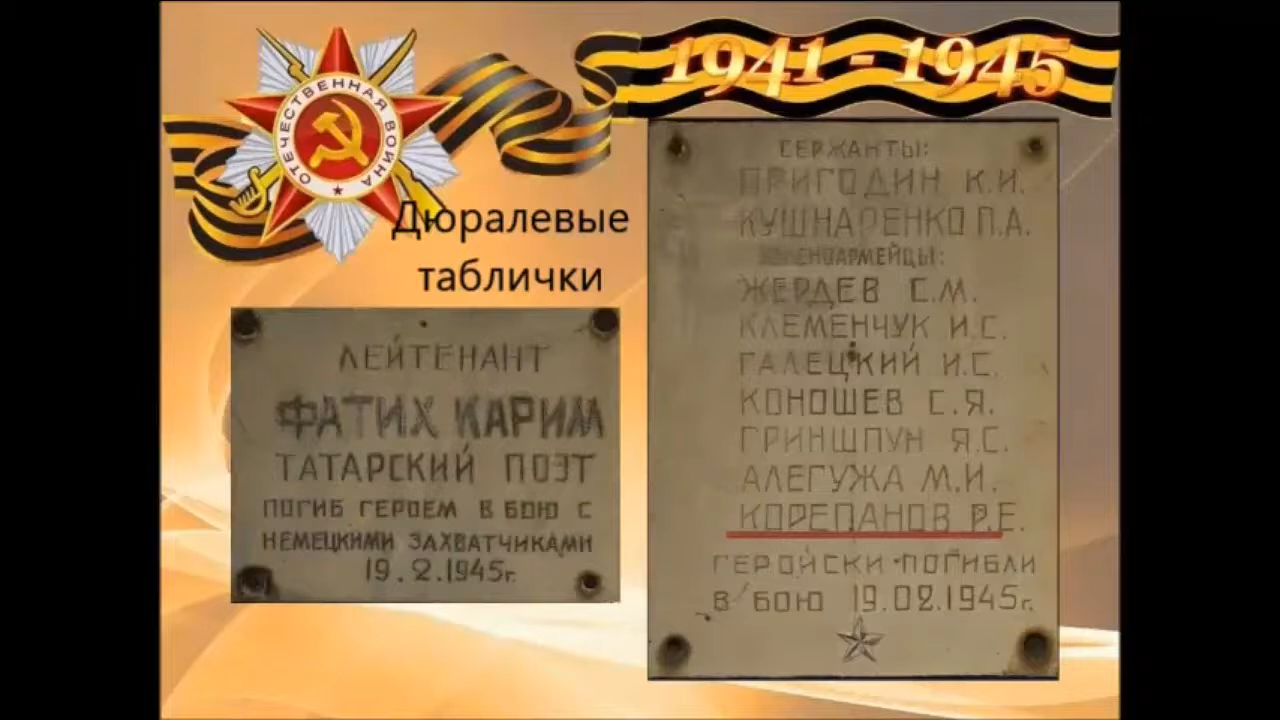 ОТЕЧЕСТВЕННАЯ ВОЙНА
1941 - 1945
Дюралевые
таблички
ЛЕЙТЕНАНТ
ФАТИХ КАРИМ
ТАТАРСКИЙ ПОЭТ
ПОГИБ ГЕРОЕМ В БОЮ С
НЕМЕЦКИМИ ЗАХВАТЧИКАМИ
19.2.1945г.
СЕРЖАНТЫ:
ПРИГОДИН К.И.
КУШНАРЕНКО П.А.
ЖЕРДЕВ С.М.
КЛЕМЕНЧУК И.С.
ГАЛЕЦКИЙ И.С.
КОНОШЕВ С.Я.
ГРИНШПУН Я.С.
АЛЕГУЖА М.И.
КОРЕПАНОВ Р.Е.
ГЕРОЙСКИ ПОГИБЛИ
В БОЮ 19.02.1945г.